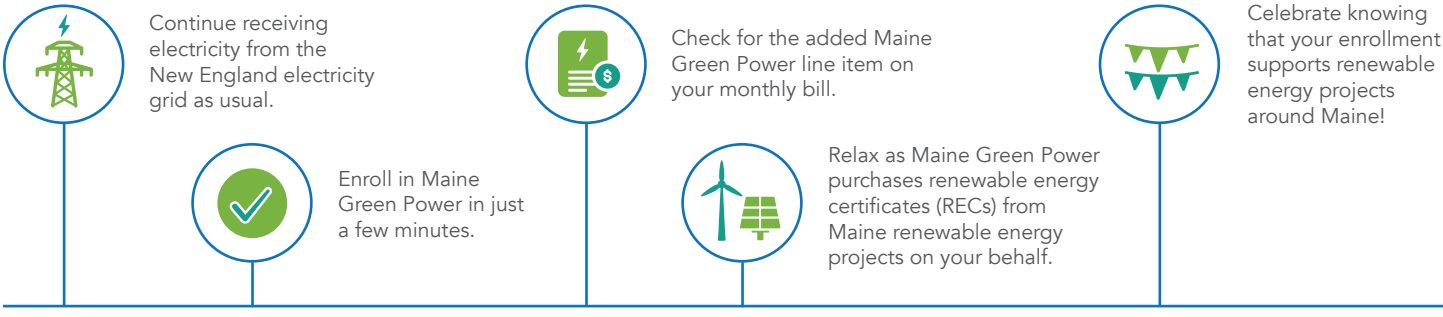 Continue receiving
electricity from the
New England electricity
grid as usual.
Enroll in Maine
Green Power in just
a few minutes.
$
Check for the added Maine
Green Power line item on
your monthly bill.
Relax as Maine Green Power
purchases renewable energy
certificates (RECs) from
Maine renewable energy
projects on your behalf.
Celebrate knowing
that your enrollment
supports renewable
energy projects
around Maine!